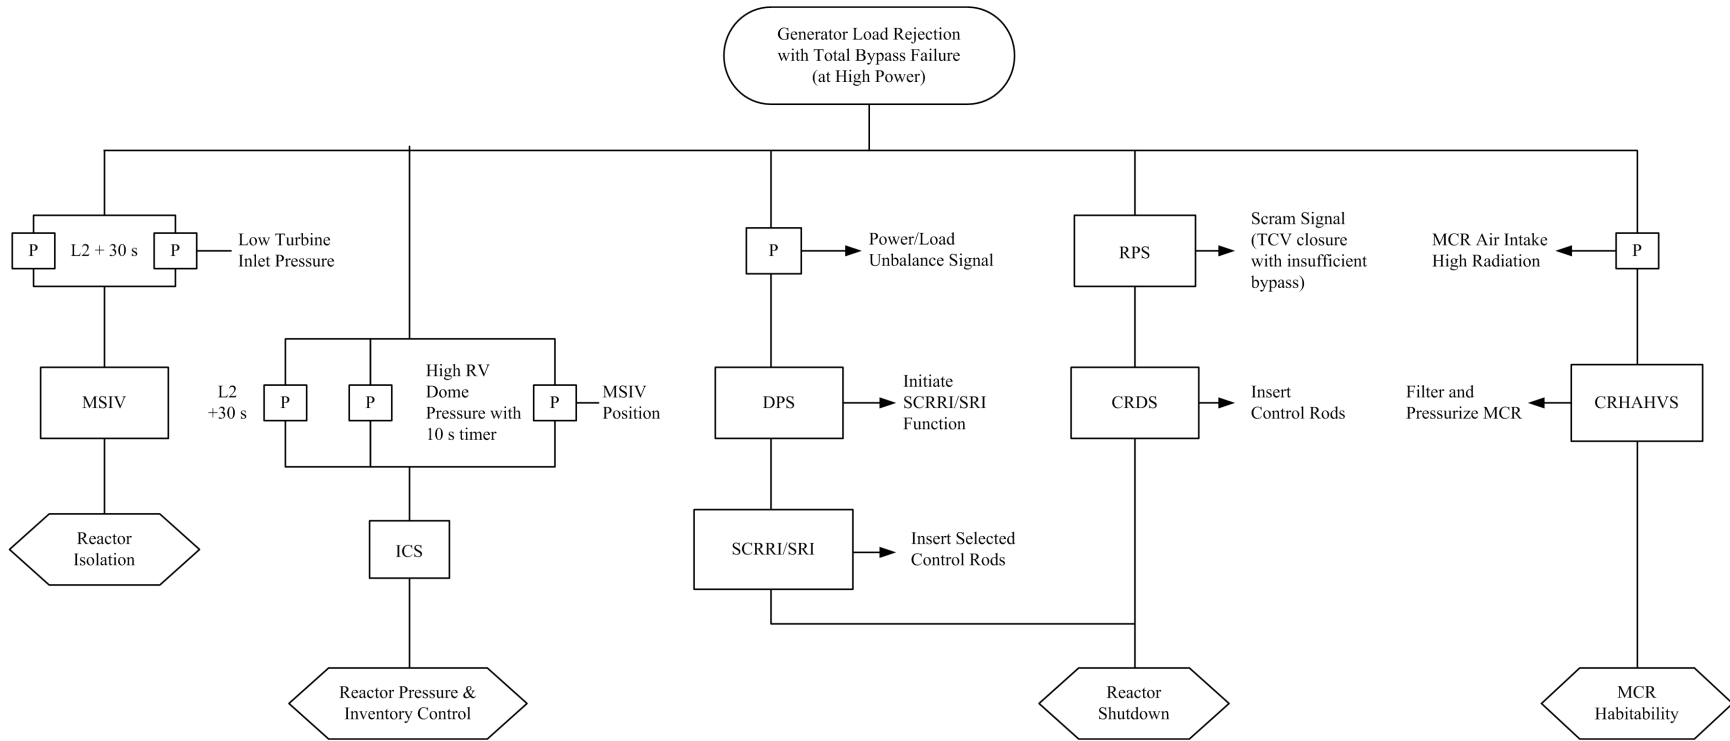 Generator Load Rejection
with Total Bypass Failure
(at High Power)
P
L2 + 30 s
P
Low Turbine
Inlet Pressure
MSIV
Reactor
Isolation
L2
+30 s
P
P
High RV
Dome
Pressure with
10 s timer
P
MSIV
Position
ICS
Reactor Pressure &
Inventory Control
P
Power/Load
Unbalance Signal
DPS
Initiate
SCRRI/SRI
Function
SCRRI/SRI
Insert Selected
Control Rods
RPS
Scram Signal
(TCV closure
with insufficient
bypass)
CRDS
Insert
Control Rods
Reactor
Shutdown
MCR Air Intake
High Radiation
P
Filter and
Pressurize MCR
CRHAHVS
MCR
Habitability